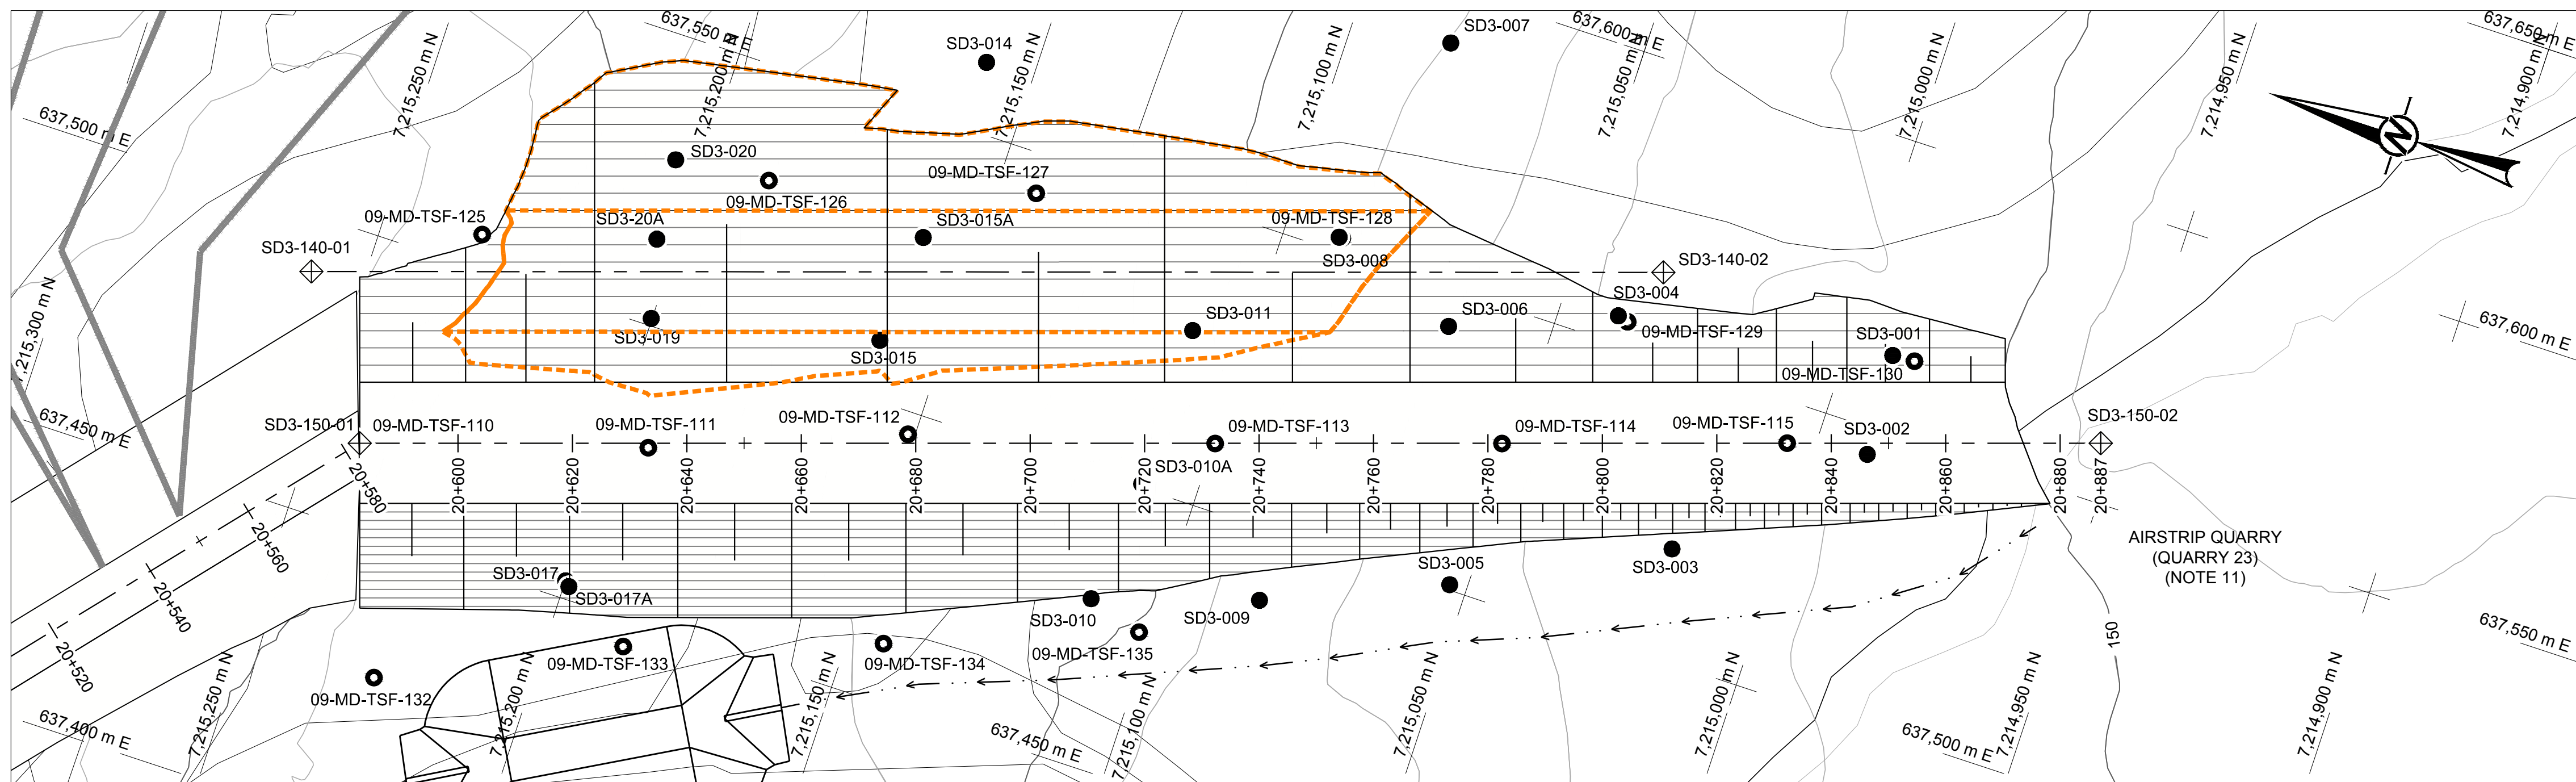 637,550 m E
SD3-014
SD3-007
637,600 m E
637,650 m E
7,215,250 m N
7,215,200 m N
7,215,150 m N
7,215,100 m N
7,215,050 m N
7,215,000 m N
7,214,950 m N
7,214,900 m N
637,500 m E
N
SD3-020
09-MD-TSF-127
09-MD-TSF-126
09-MD-TSF-125
SD3-20A
SD3-015A
09-MD-TSF-128
SD3-140-01
SD3-008
SD3-140-02
7,215,300 m N
SD3-004
SD3-011
SD3-006
09-MD-TSF-129
SD3-001
637,600 m E
SD3-019
SD3-015
09-MD-TSF-130
637,450 m E
SD3-150-01
09-MD-TSF-110
09-MD-TSF-111
09-MD-TSF-112
09-MD-TSF-113
09-MD-TSF-114
09-MD-TSF-115
SD3-002
SD3-150-02
SD3-010A
20+580
20+600
20+620
20+640
20+660
20+680
20+700
20+720
20+740
20+760
20+780
20+800
20+820
20+840
20+860
20+880
20+887
20+560
20+540
20+520
AIRSTRIP QUARRY
(QUARRY 23)
(NOTE 11)
SD3-017
SD3-017A
SD3-005
SD3-003
SD3-010
SD3-009
150
637,550 m E
09-MD-TSF-133
09-MD-TSF-134
09-MD-TSF-135
09-MD-TSF-132
637,400 m E
7,215,250 m N
7,215,200 m N
7,215,150 m N
637,450 m E
7,215,100 m N
7,215,050 m N
7,215,000 m N
637,500 m E
7,214,950 m N
7,214,900 m N